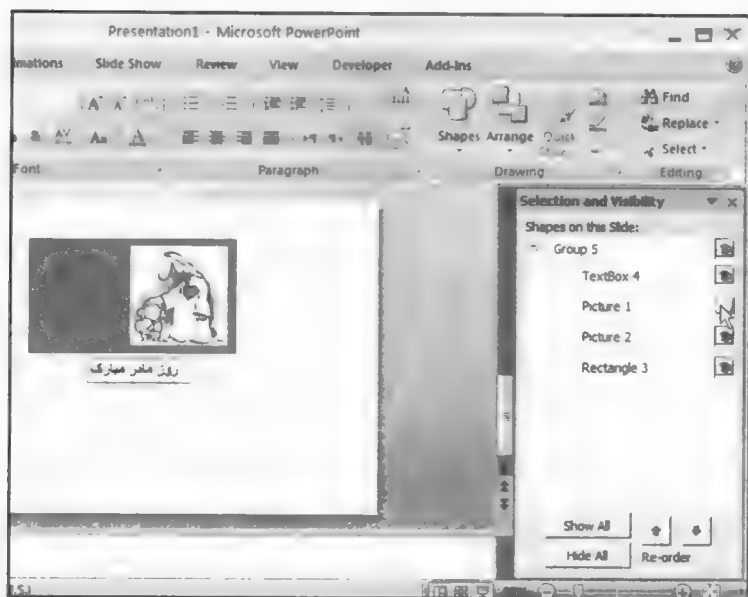 Presentation1 - Microsoft PowerPoint
Slide Show Review View Developer Add-Ins
Find
Replace
Select
Shapes Arrange Quick
Font Paragraph Drawing Editing
Selection and Visibility
Shapes on this Slide:
Group 5
TextBox 4
Picture 1
Picture 2
Rectangle 3
روز مادر مبارک
Show All
Hide All
Re-order